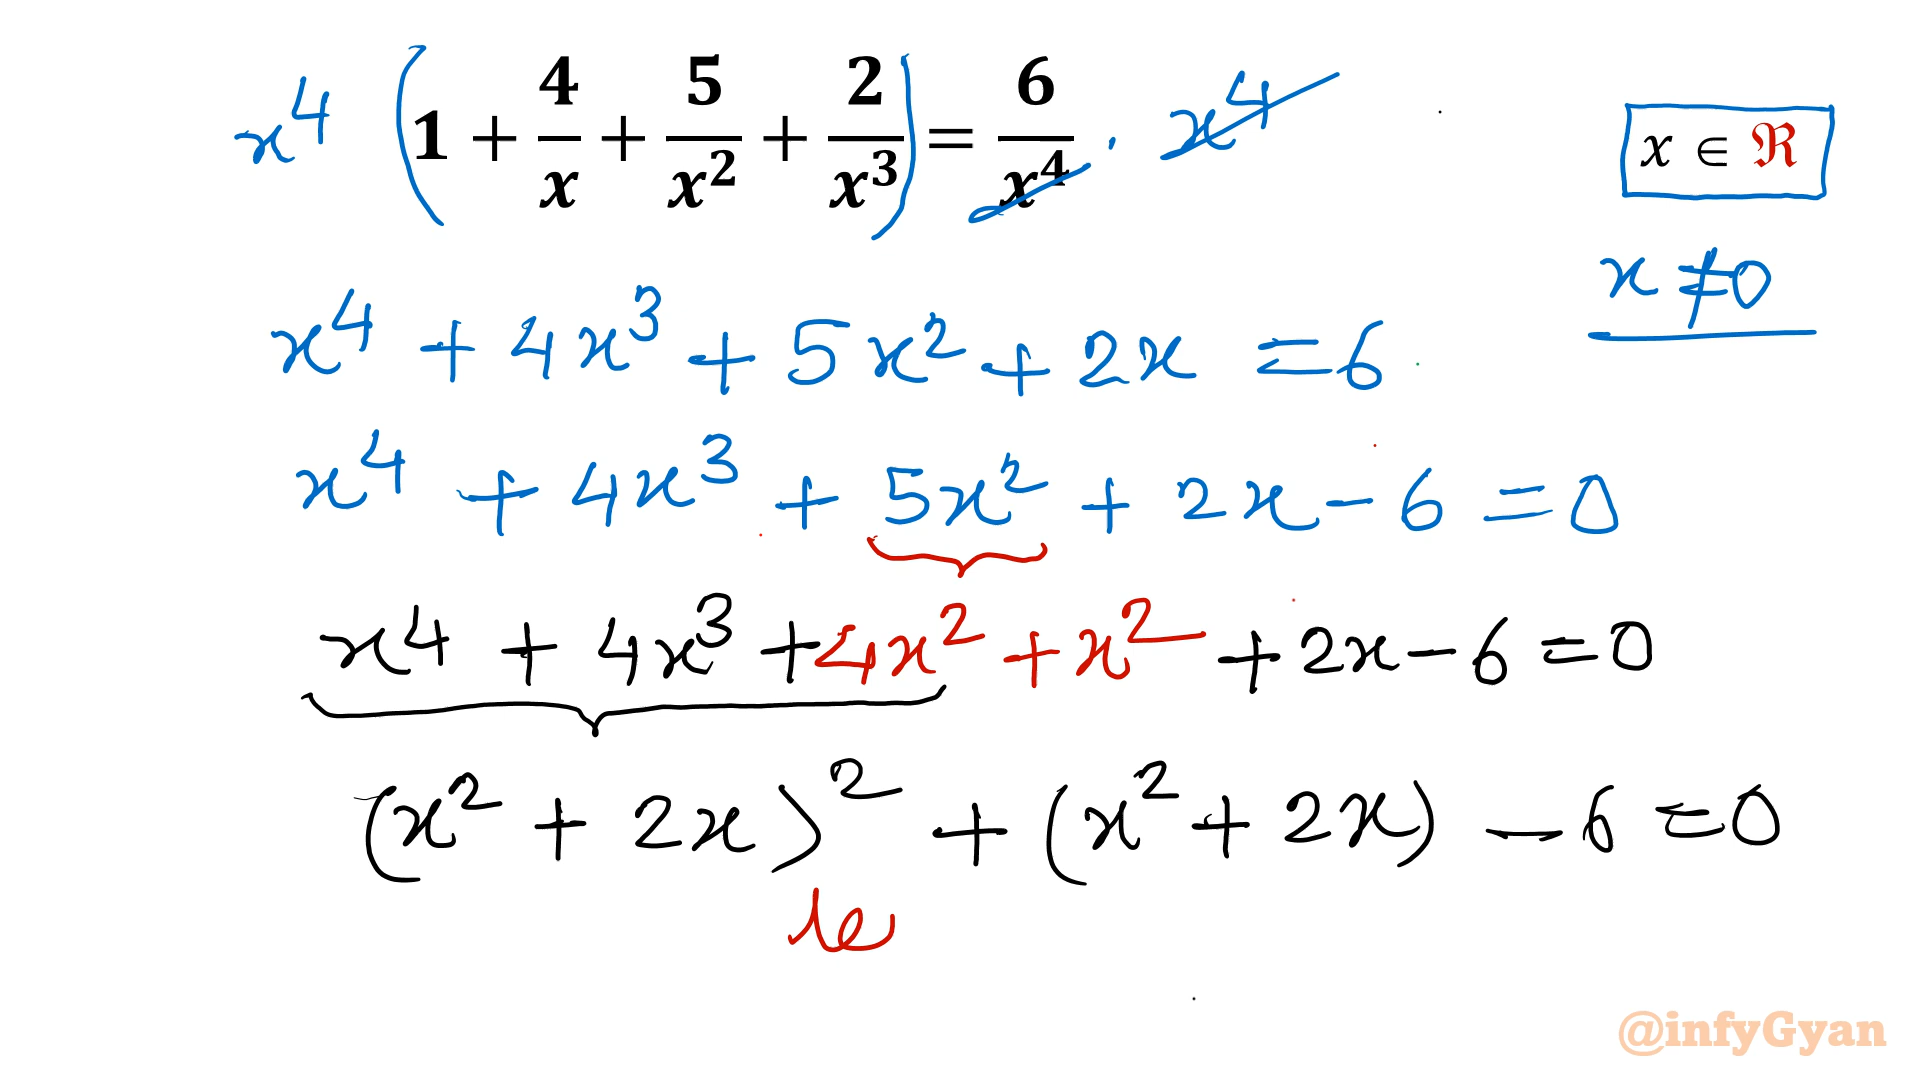 x⁴ (1 + 4/x + 5/x² + 2/x³) = 6/x⁴ · x⁴
x ∈ ℜ
x ≠ 0
x⁴ + 4x³ + 5x² + 2x = 6
x⁴ + 4x³ + 5x² + 2x - 6 = 0
x⁴ + 4x³ + 4x² + x² + 2x - 6 = 0
(x² + 2x)² + (x² + 2x) - 6 = 0
le
@infyGyan